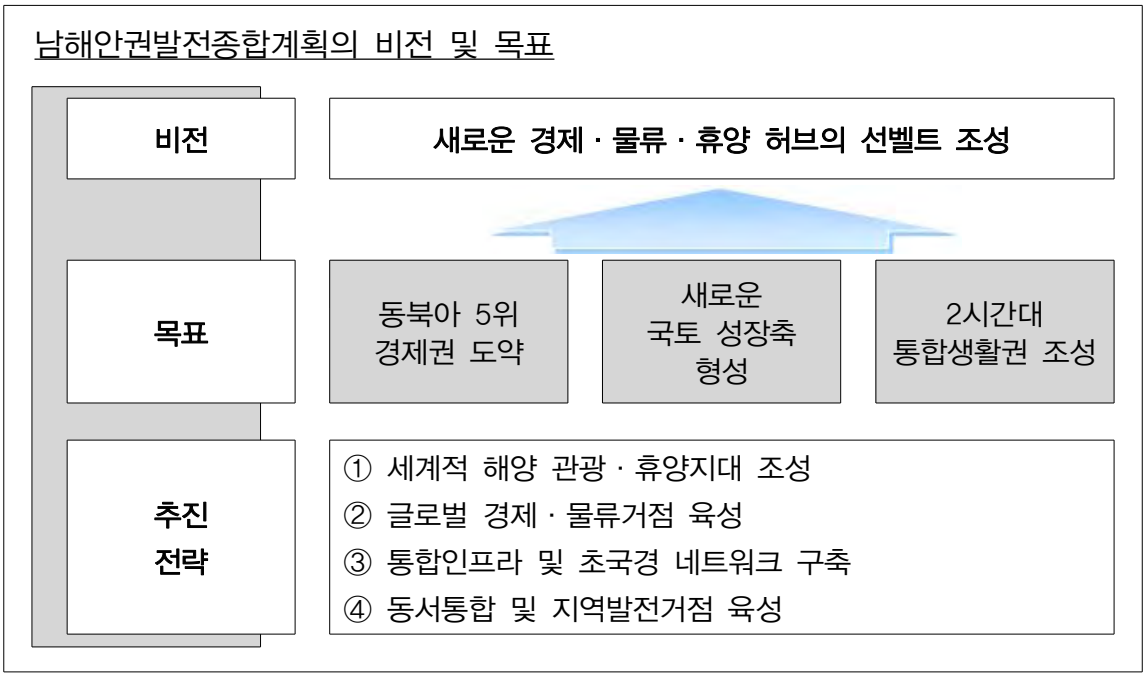 남해안권발전종합계획의 비전 및 목표
비전
새로운 경제·물류·휴양 허브의 선벨트 조성
목표
동북아 5위
경제권 도약
새로운
국토 성장축
형성
2시간대
통합생활권 조성
추진
전략
① 세계적 해양 관광·휴양지대 조성
② 글로벌 경제·물류거점 육성
③ 통합인프라 및 초국경 네트워크 구축
④ 동서통합 및 지역발전거점 육성